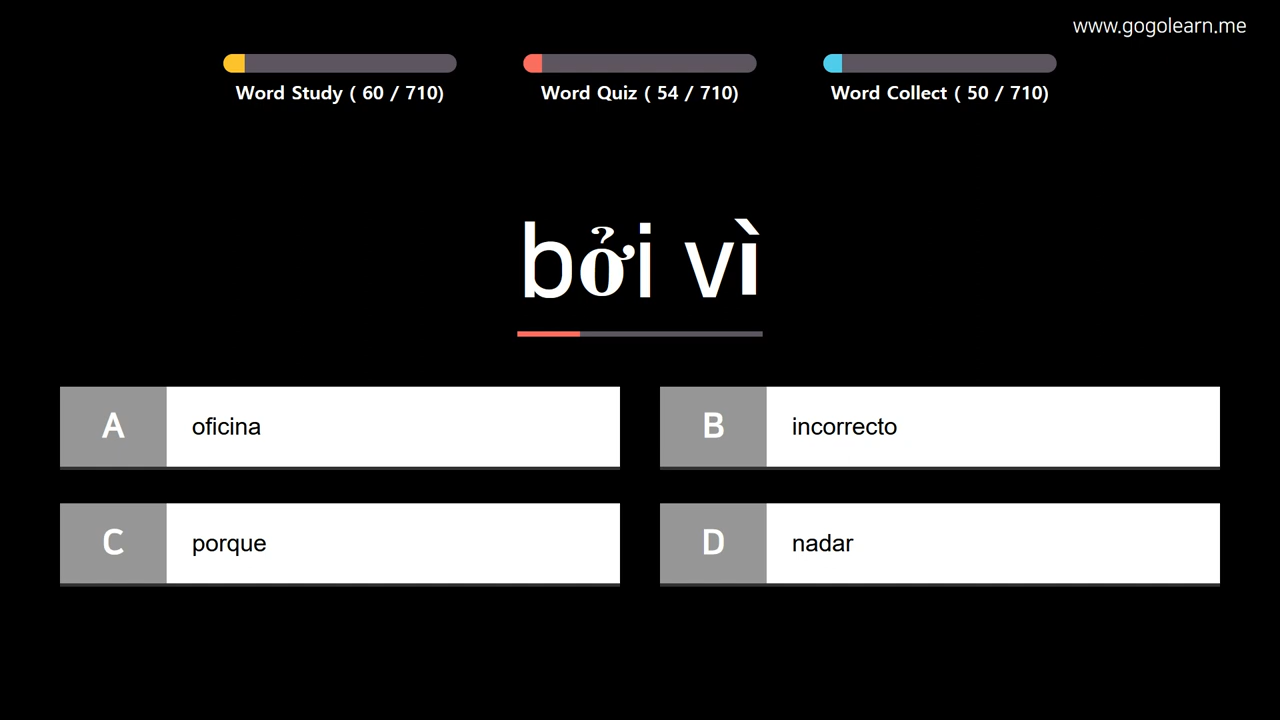 www.gogolearn.me
Word Study ( 60 / 710)
Word Quiz ( 54 / 710)
Word Collect ( 50 / 710)
bởi vì
A oficina
B incorrecto
C porque
D nadar